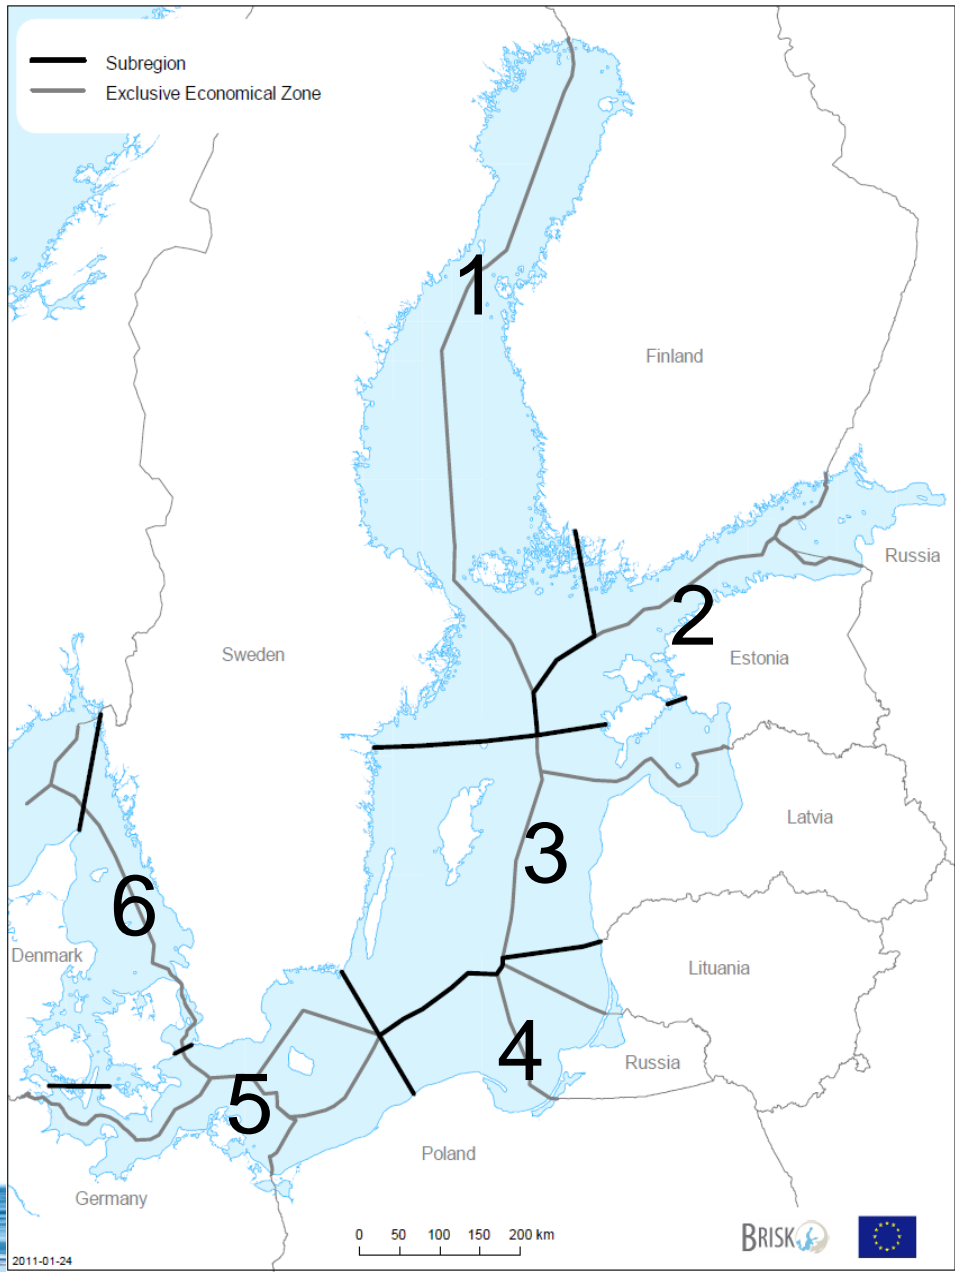 Subregion
Exclusive Economical Zone
1
Finland
Russia
2
Sweden
Estonia
Latvia
3
6
Denmark
Lituania
4
Russia
5
Poland
Germany
0 50 100 150 200 km
BRISK
2011-01-24